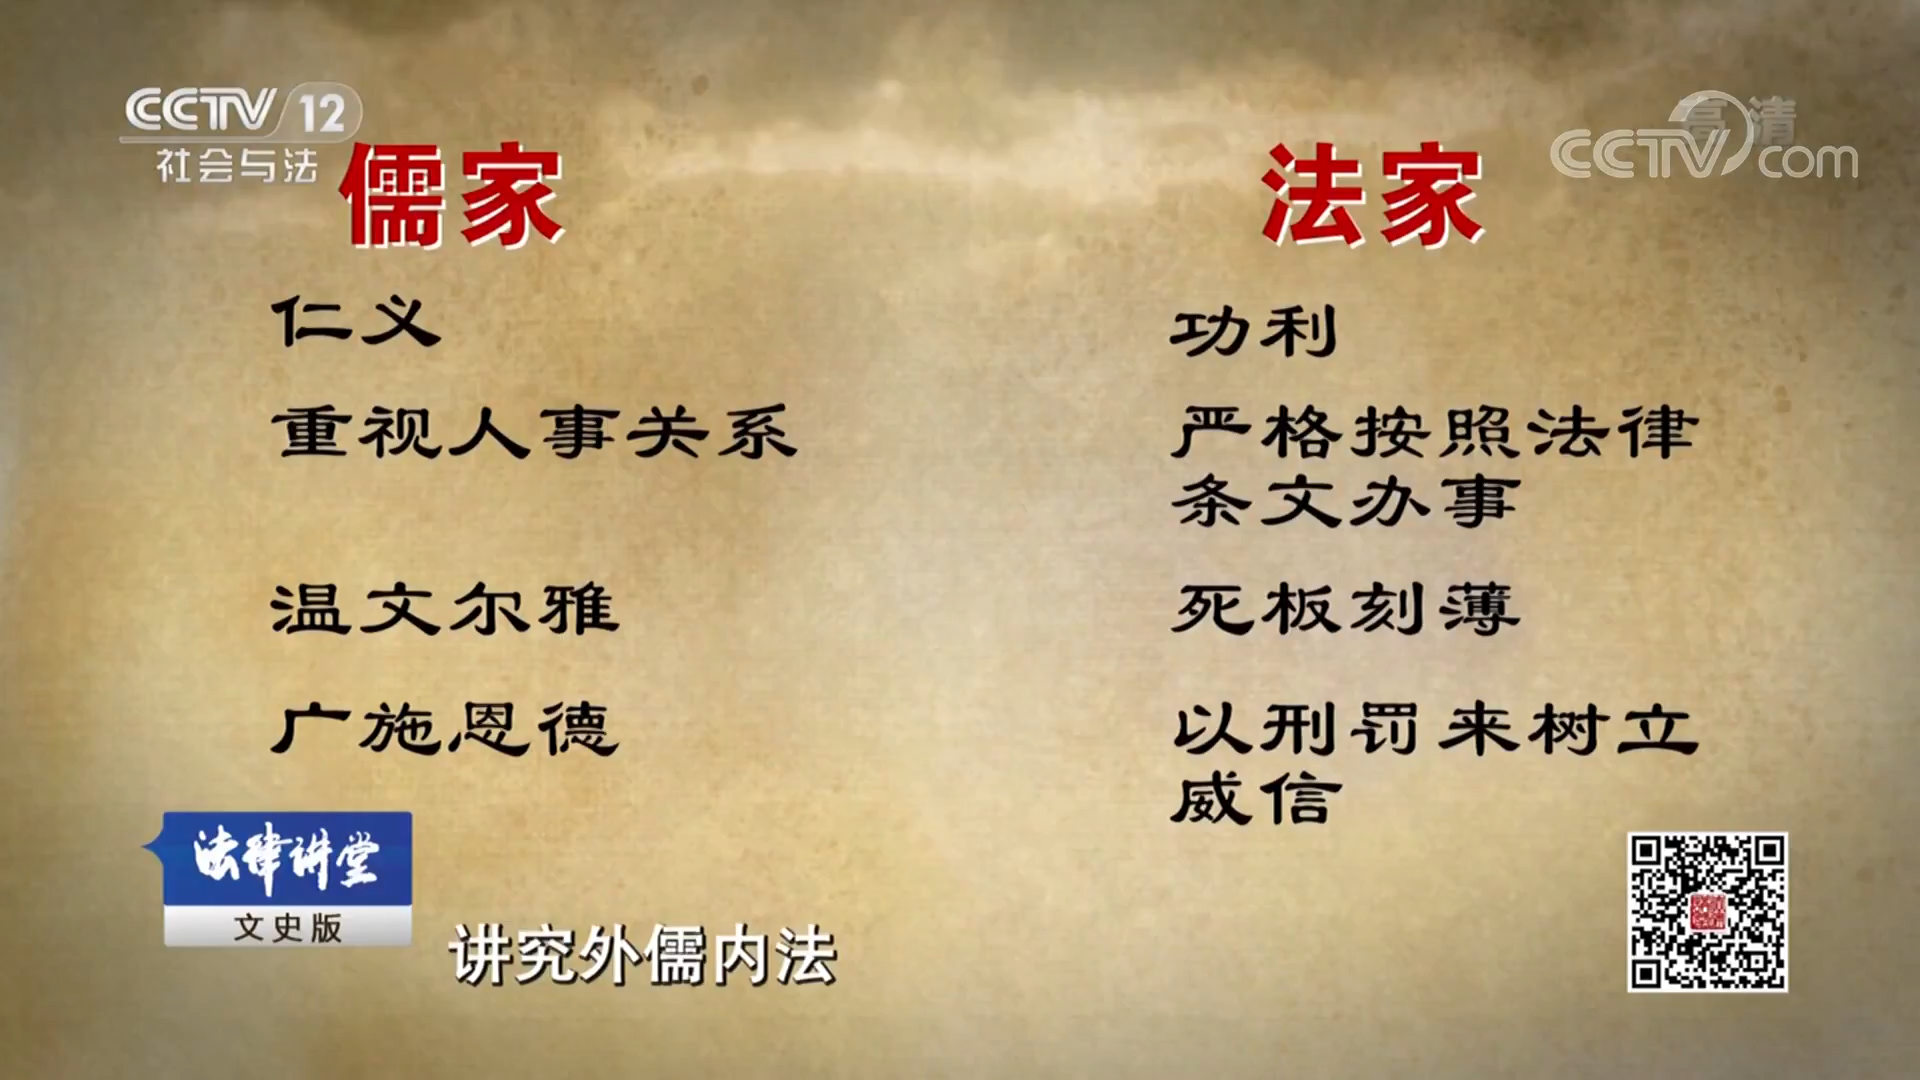 CCTV 12
社会与法
高清
CCTV.com
儒家
法家
仁义
功利
重视人事关系
严格按照法律
条文办事
温文尔雅
死板刻薄
广施恩德
以刑罚来树立
威信
法律讲堂
文史版
讲究外儒内法